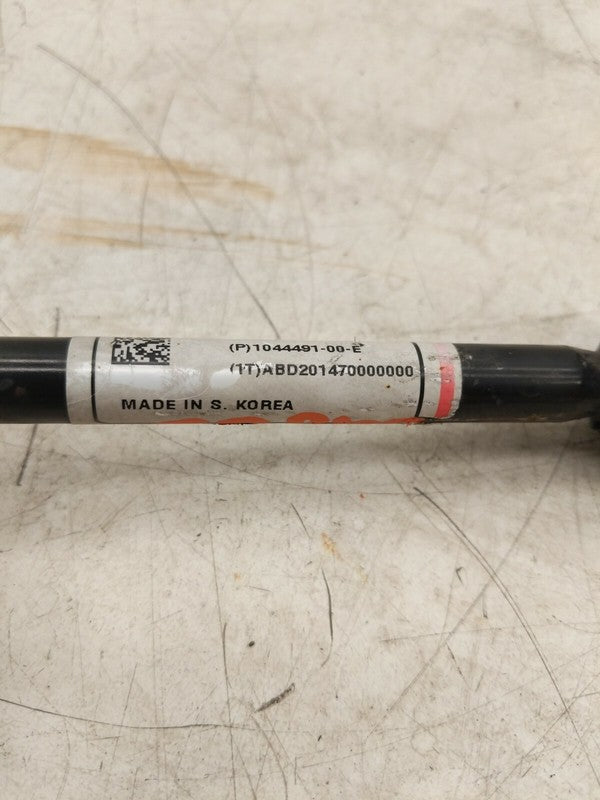 (P)1044491-00-E
(1T)ABD201470000000
MADE IN S. KOREA